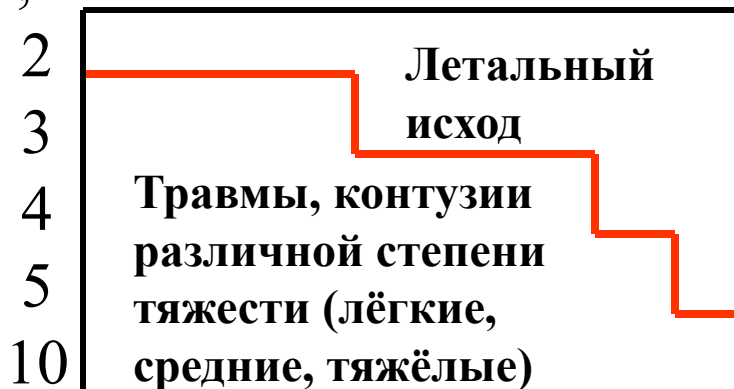 2
Летальный
исход
3
Травмы, контузии
4
различной степени
5
тяжести (лёгкие,
10
средние, тяжёлые)